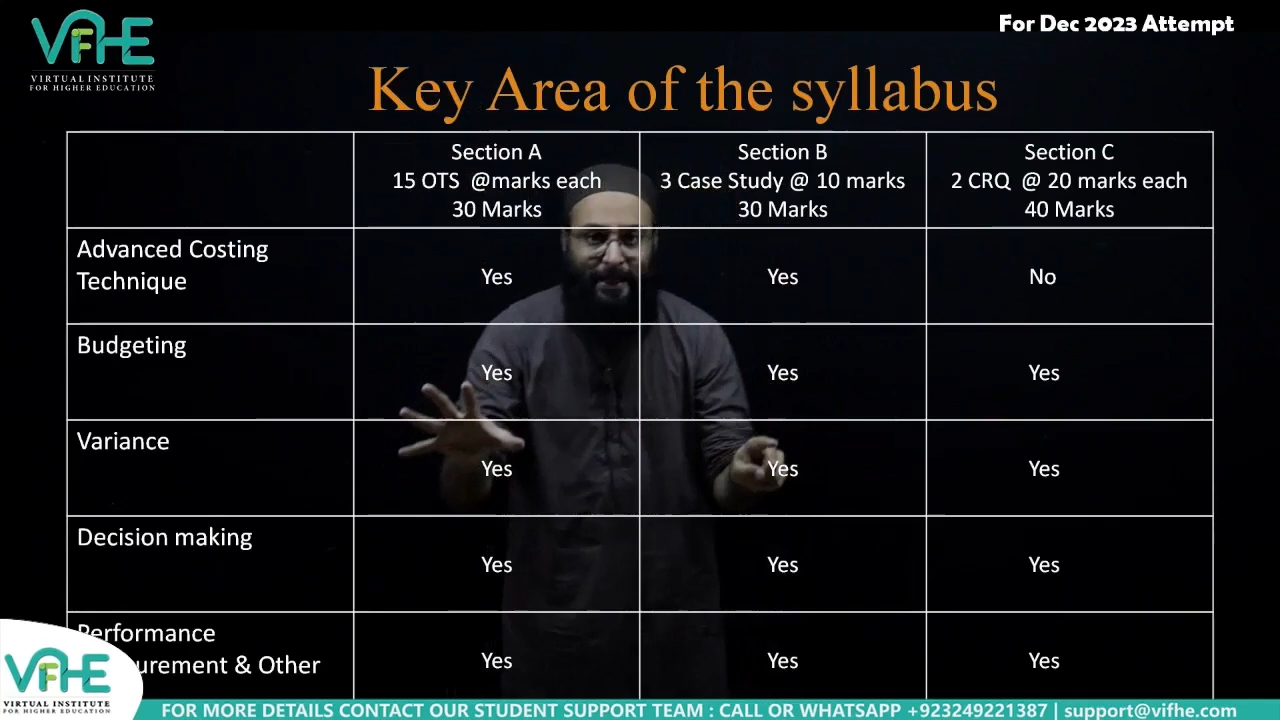 VIFHE
VIRTUAL INSTITUTE
FOR HIGHER EDUCATION
For Dec 2023 Attempt
Key Area of the syllabus
Section A
15 OTS @marks each
30 Marks
Section B
3 Case Study @ 10 marks
30 Marks
Section C
2 CRQ @ 20 marks each
40 Marks
Advanced Costing
Technique
Yes
Yes
No
Budgeting
Yes
Yes
Yes
Variance
Yes
Yes
Yes
Decision making
Yes
Yes
Yes
Performance
urement & Other
Yes
Yes
Yes
VIFHE
VIRTUAL INSTITUTE
FOR HIGHER EDUCATION
FOR MORE DETAILS CONTACT OUR STUDENT SUPPORT TEAM : CALL OR WHATSAPP +923249221387 | support@vifhe.com